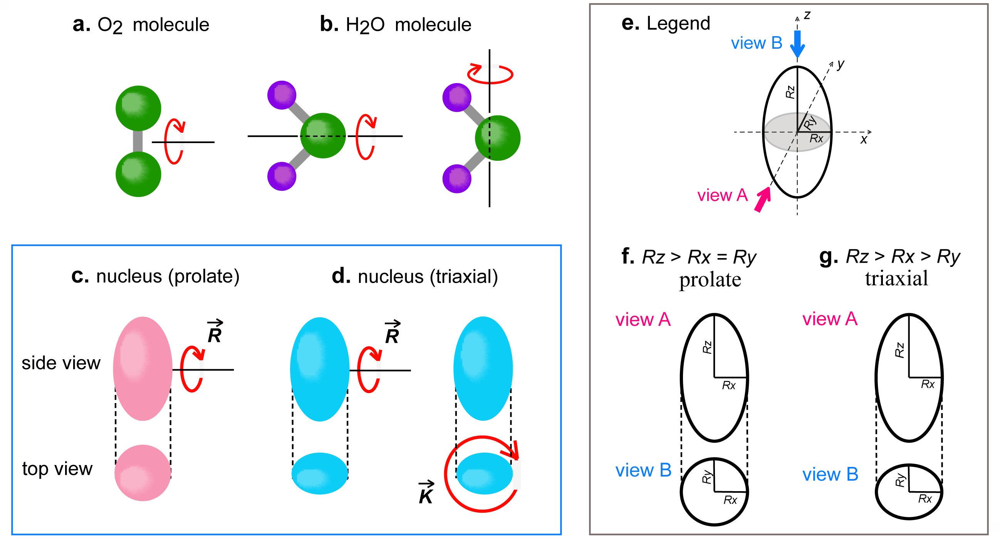 a. O2 molecule
b. H2O molecule
c. nucleus (prolate)
d. nucleus (triaxial)
R
R
side view
top view
K
e. Legend
z
view B
y
Rz
Ry
Rx
x
view A
f. Rz > Rx = Ry
prolate
g. Rz > Rx > Ry
triaxial
view A
Rz
Rx
view A
Rz
Rx
view B
Ry
Rx
view B
Ry
Rx